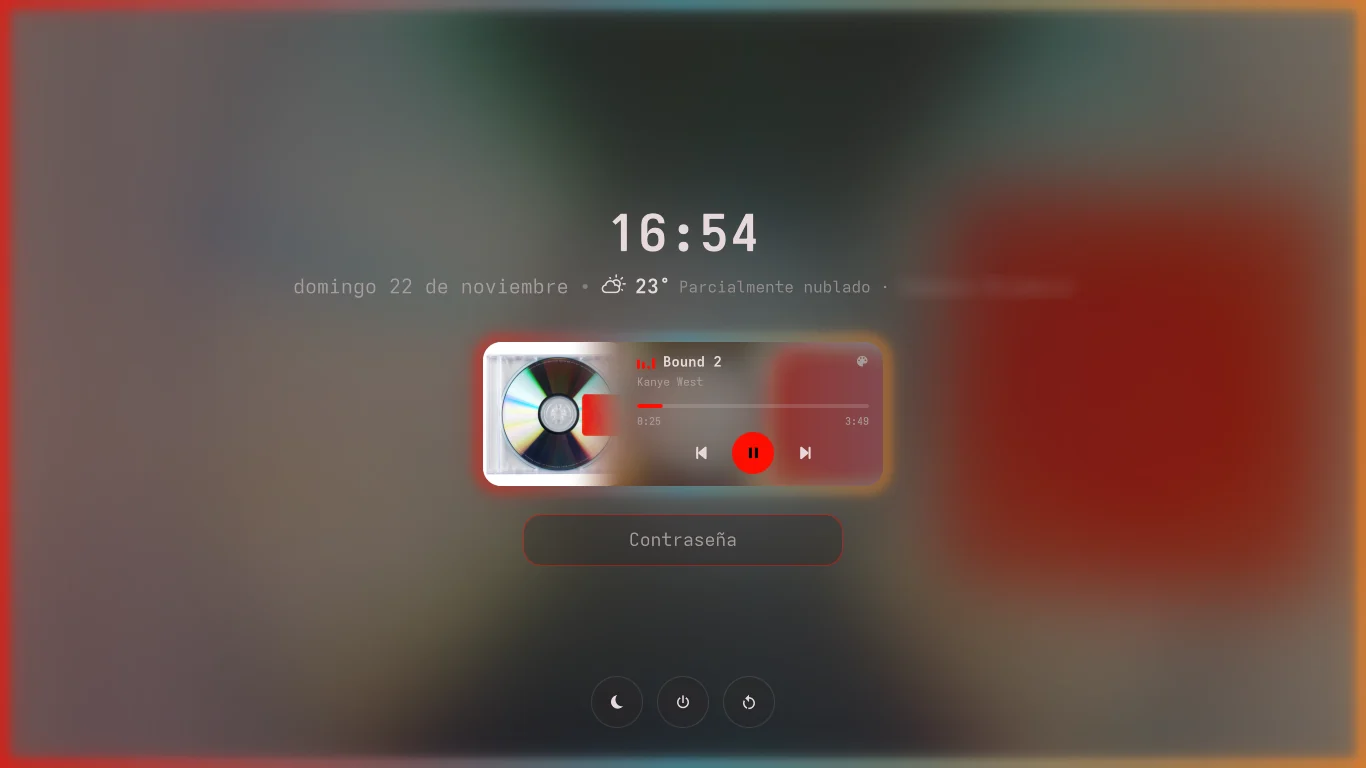 16:54
domingo 22 de noviembre • 23° Parcialmente nublado ·
Bound 2
Kanye West
0:25 3:49
Contraseña